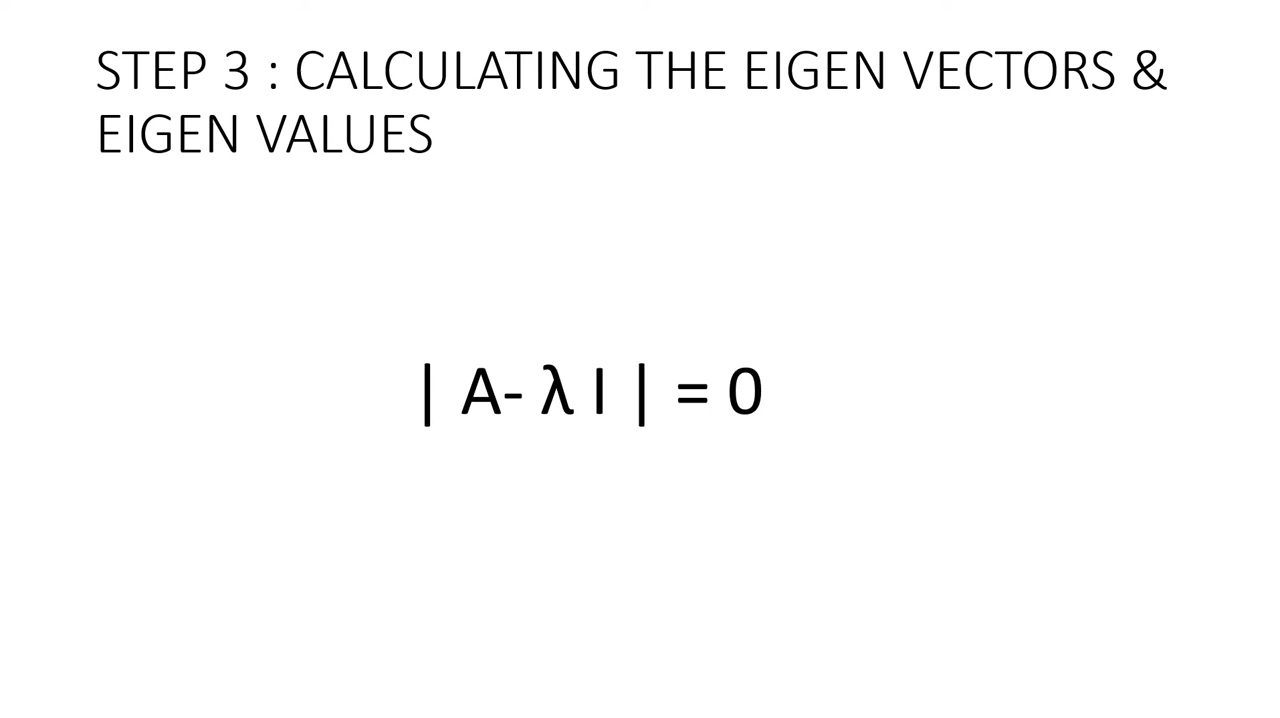 STEP 3 : CALCULATING THE EIGEN VECTORS &
EIGEN VALUES
| A- λ I | = 0